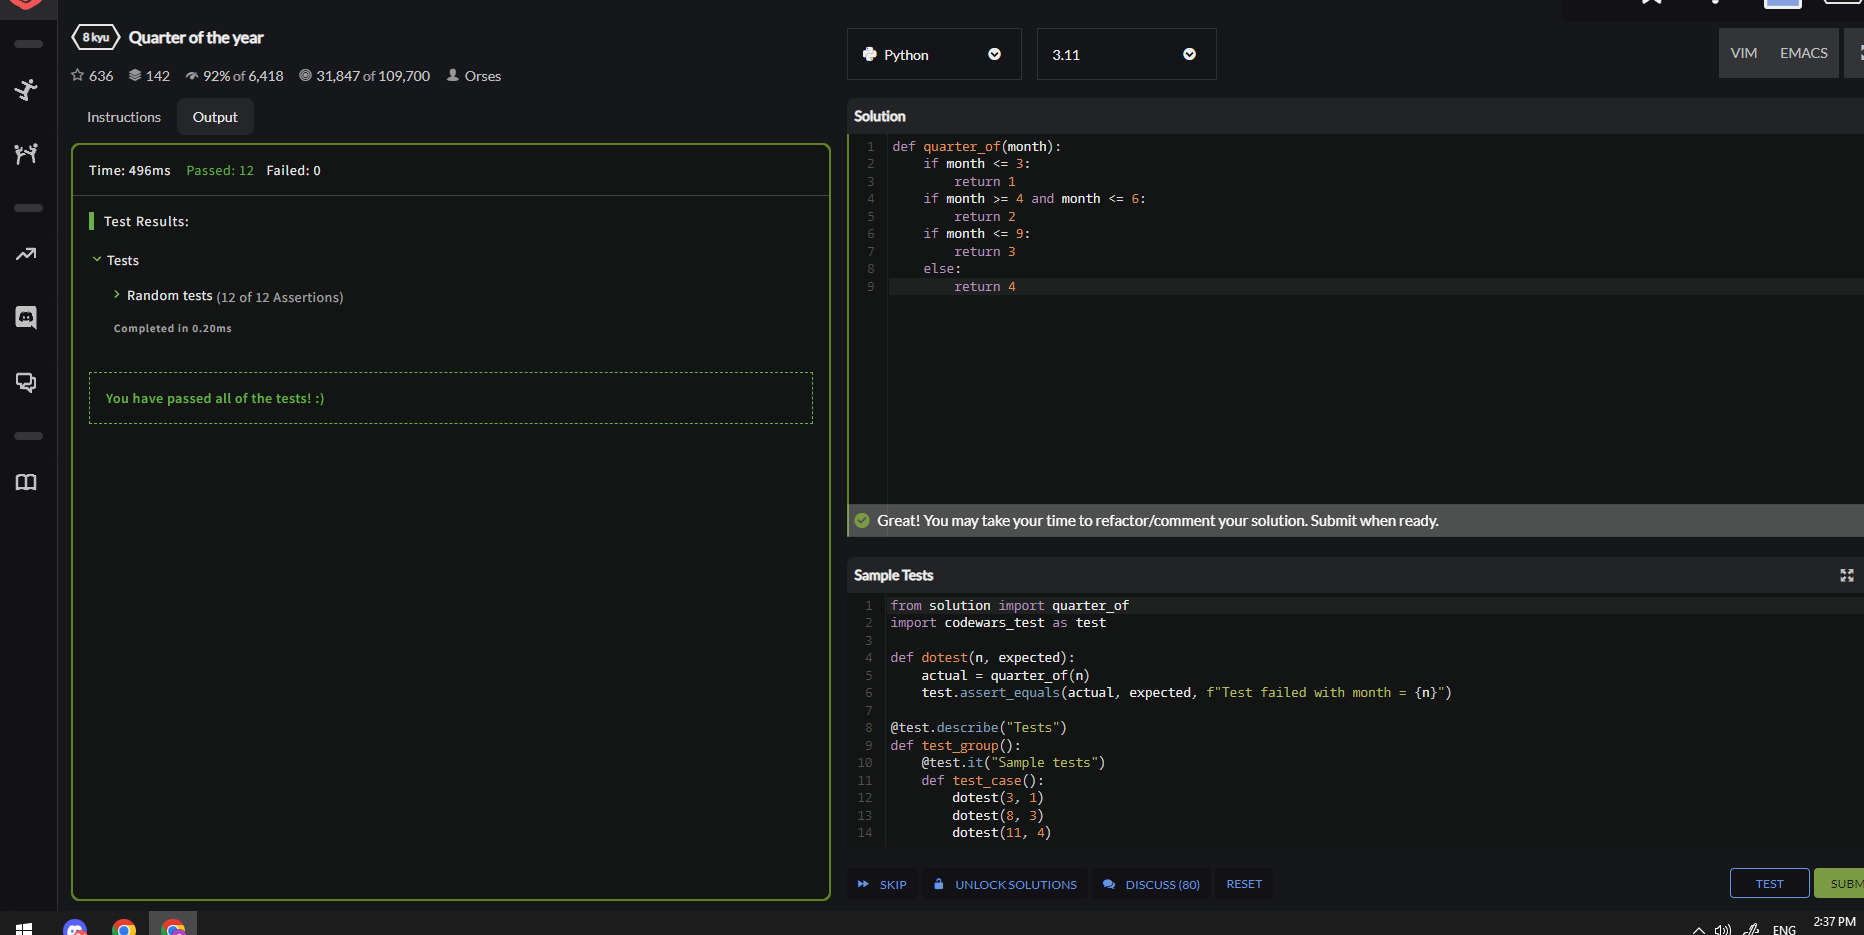 8 kyu Quarter of the year
636 142 92% of 6,418 31,847 of 109,700 Orses
Instructions Output
Time: 496ms Passed: 12 Failed: 0
Test Results:
Tests
Random tests (12 of 12 Assertions)
Completed in 0.20ms
You have passed all of the tests! :)
Python 3.11 VIM EMACS
Solution
1 def quarter_of(month):
2     if month <= 3:
3         return 1
4     if month >= 4 and month <= 6:
5         return 2
6     if month <= 9:
7         return 3
8     else:
9         return 4
Great! You may take your time to refactor/comment your solution. Submit when ready.
Sample Tests
1 from solution import quarter_of
2 import codewars_test as test
3
4 def dotest(n, expected):
5     actual = quarter_of(n)
6     test.assert_equals(actual, expected, f"Test failed with month = {n}")
7
8 @test.describe("Tests")
9 def test_group():
10     @test.it("Sample tests")
11     def test_case():
12         dotest(3, 1)
13         dotest(8, 3)
14         dotest(11, 4)
SKIP UNLOCK SOLUTIONS DISCUSS (80) RESET TEST SUBM
ENG 2:37 PM